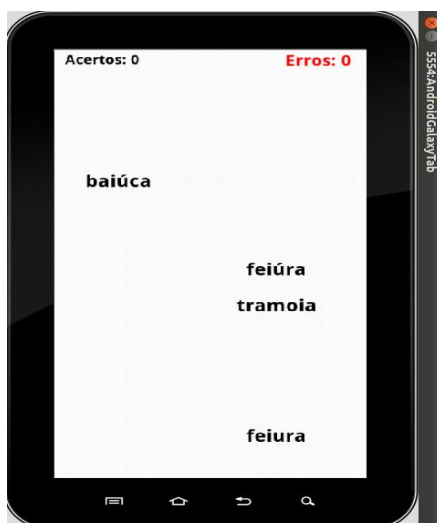 Acertos: 0 Erros: 0
baiúca
feiúra
tramoia
feiura
5554:AndroidGalaxyTab